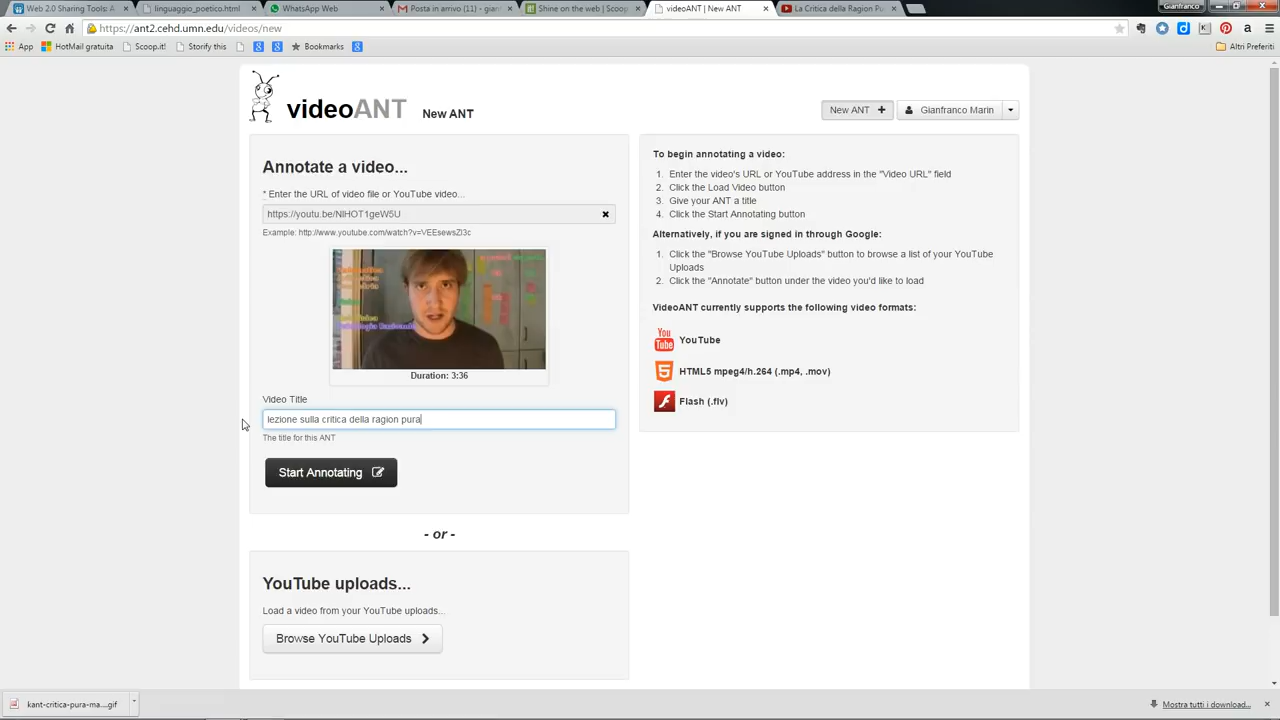 Web 2.0 Sharing Tools: A
linguaggio_poetico.html
WhatsApp Web
Posta in arrivo (11) - gianf
Shine on the web | Scoop
videoANT | New ANT
La Critica della Ragion Pu
Gianfranco
https://ant2.cehd.umn.edu/videos/new
App
HotMail gratuita
Scoop.it!
Storify this
Bookmarks
Altri Preferiti
videoANT New ANT
New ANT
Gianfranco Marin
Annotate a video...
* Enter the URL of video file or YouTube video...
https://youtu.be/NlHOT1geW5U
Example: http://www.youtube.com/watch?v=VEEsewsZI3c
Duration: 3:36
Video Title
lezione sulla critica della ragion pura
The title for this ANT
Start Annotating
- or -
YouTube uploads...
Load a video from your YouTube uploads...
Browse YouTube Uploads
To begin annotating a video:
1. Enter the video's URL or YouTube address in the "Video URL" field
2. Click the Load Video button
3. Give your ANT a title
4. Click the Start Annotating button
Alternatively, if you are signed in through Google:
1. Click the "Browse YouTube Uploads" button to browse a list of your YouTube
Uploads
2. Click the "Annotate" button under the video you'd like to load
VideoANT currently supports the following video formats:
You
Tube
YouTube
HTML5 mpeg4/h.264 (.mp4, .mov)
Flash (.flv)
kant-critica-pura-ma....gif
Mostra tutti i download...